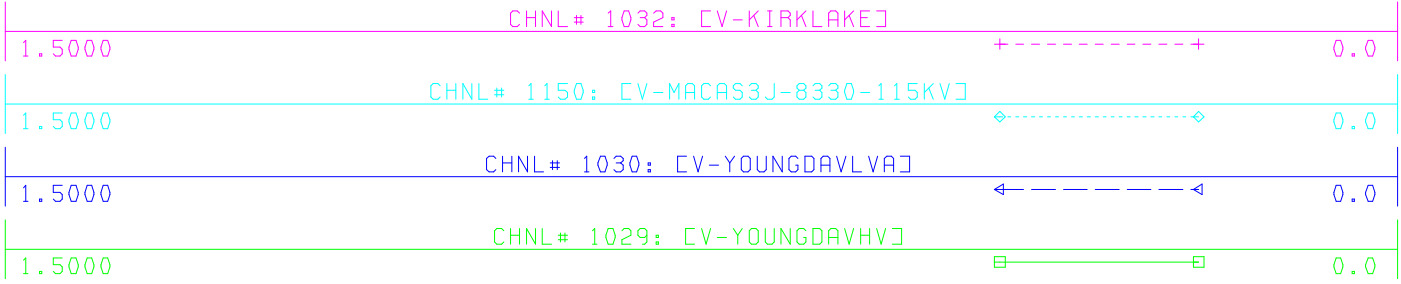 CHNL# 1032: [V-KIRKLAKE]
1.5000 0.0
CHNL# 1150: [V-MACAS3J-8330-115KV]
1.5000 0.0
CHNL# 1030: [V-YOUNGDAVLVA]
1.5000 0.0
CHNL# 1029: [V-YOUNGDAVHV]
1.5000 0.0